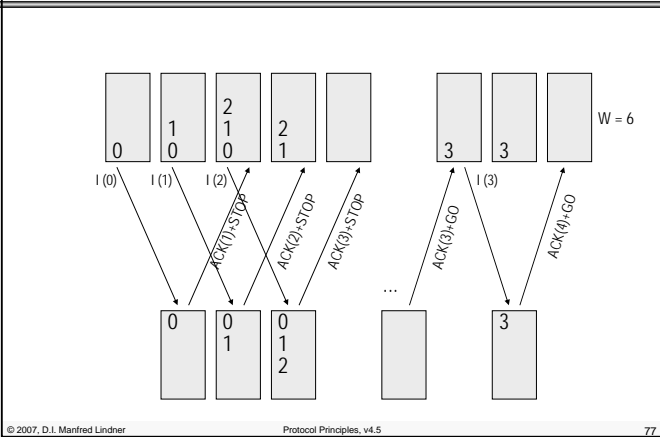 2
1 1 2
0 0 0 1 3 3
W = 6
I (0) I (1) I (2) I (3)
ACK(1)+STOP
ACK(2)+STOP
ACK(3)+STOP
ACK(3)+GO
ACK(4)+GO
...
0 0 0 3
1 1
2
© 2007, D.I. Manfred Lindner Protocol Principles, v4.5 77